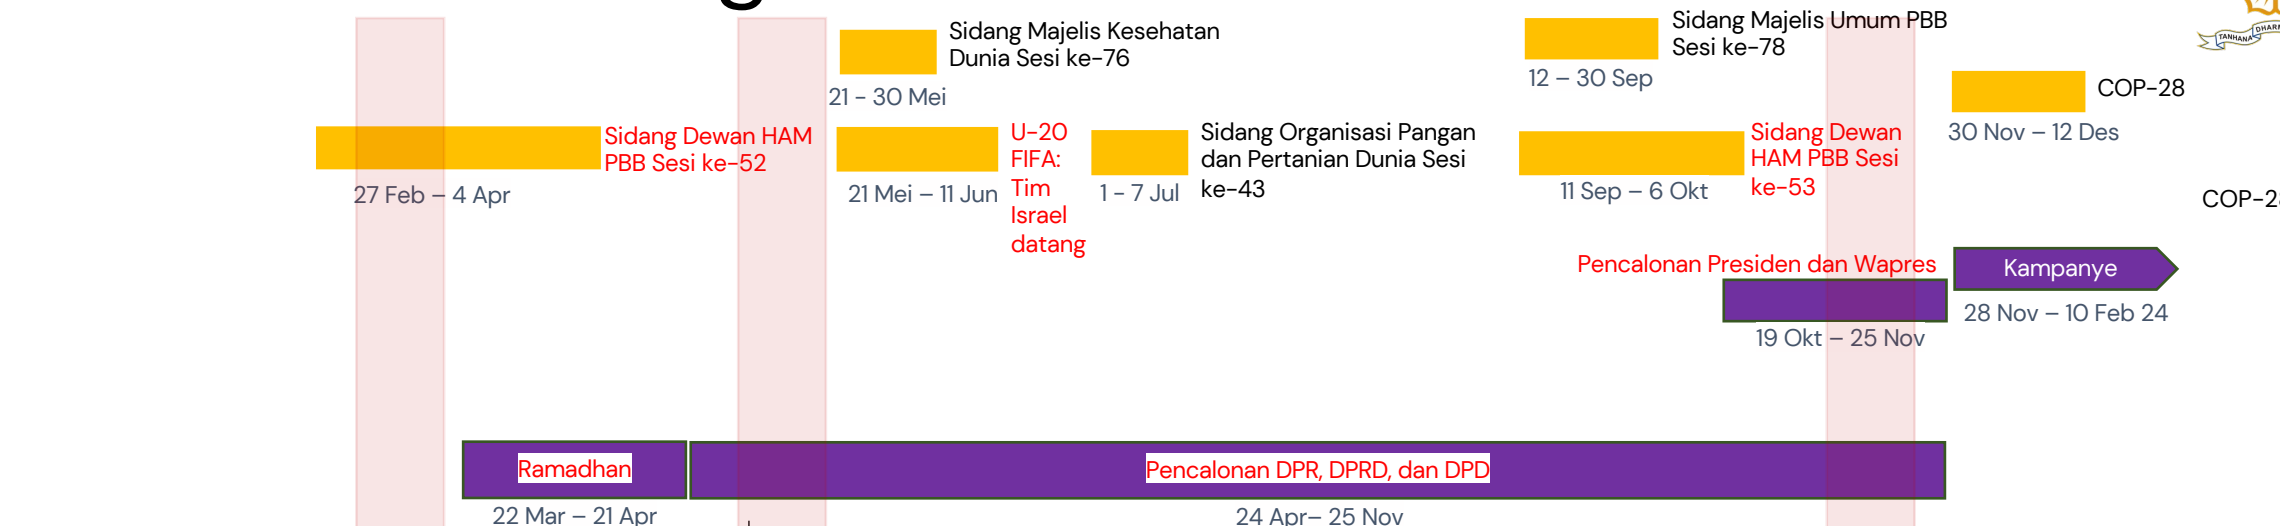 Sidang Majelis Kesehatan
Dunia Sesi ke-76
21 - 30 Mei
Sidang Majelis Umum PBB
Sesi ke-78
12 – 30 Sep
TANHANA
COP-28
30 Nov – 12 Des
Sidang Dewan HAM
PBB Sesi ke-52
27 Feb – 4 Apr
U-20
FIFA:
Tim
Israel
datang
21 Mei – 11 Jun
Sidang Organisasi Pangan
dan Pertanian Dunia Sesi
ke-43
1 - 7 Jul
Sidang Dewan
HAM PBB Sesi
ke-53
11 Sep – 6 Okt
Pencalonan Presiden dan Wapres
19 Okt – 25 Nov
Kampanye
28 Nov – 10 Feb 24
Ramadhan
22 Mar – 21 Apr
Pencalonan DPR, DPRD, dan DPD
24 Apr– 25 Nov